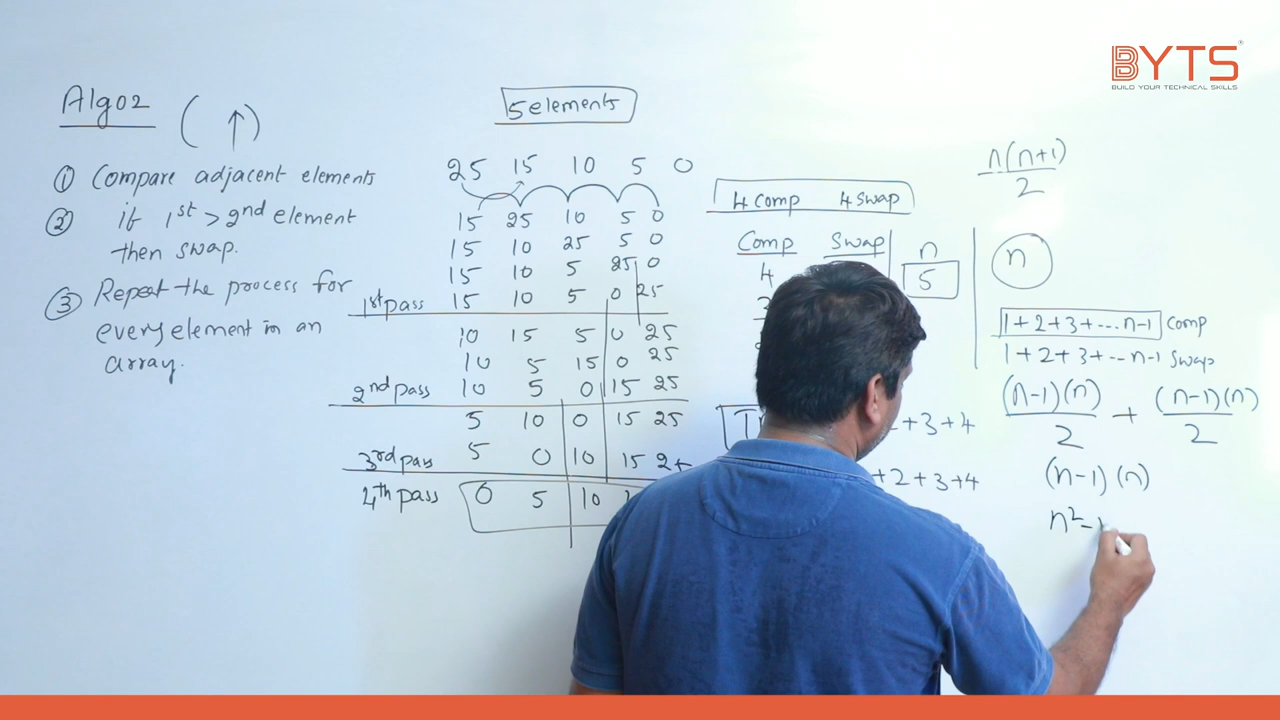 BYTS
BUILD YOUR TECHNICAL SKILLS
Algo2 (↑)
① Compare adjacent elements
② if 1st > 2nd element
then swap.
③ Repeat the process for
every element in an
array.
5 elements
25 15 10 5 0
15 25 10 5 0
15 10 25 5 0
15 10 5 25 0
1st pass 15 10 5 0 25
10 15 5 0 25
10 5 15 0 25
2nd pass 10 5 0 15 25
5 10 0 15 25
3rd pass 5 0 10 15 25
4th pass 0 5 10
4 comp 4 swap
Comp Swap
4
n
5
+3+4
+2+3+4
n(n+1)
2
n
1+2+3+---n-1 Comp
1+2+3+--n-1 swap
(n-1)(n) + (n-1)(n)
2 2
(n-1)(n)
n²-